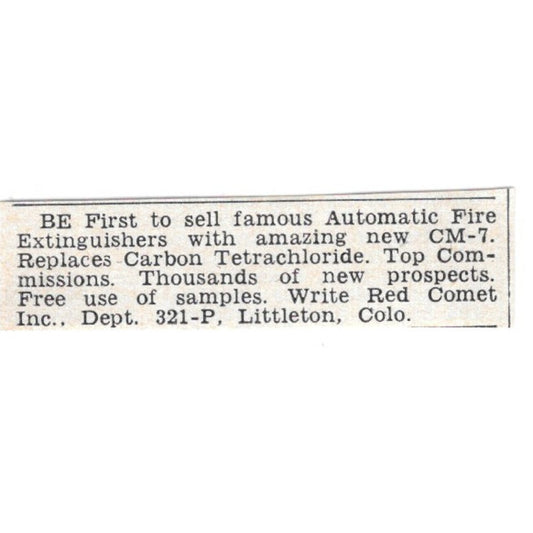 BE First to sell famous Automatic Fire
Extinguishers with amazing new CM-7.
Replaces Carbon Tetrachloride. Top Com-
missions. Thousands of new prospects.
Free use of samples. Write Red Comet
Inc., Dept. 321-P, Littleton, Colo.